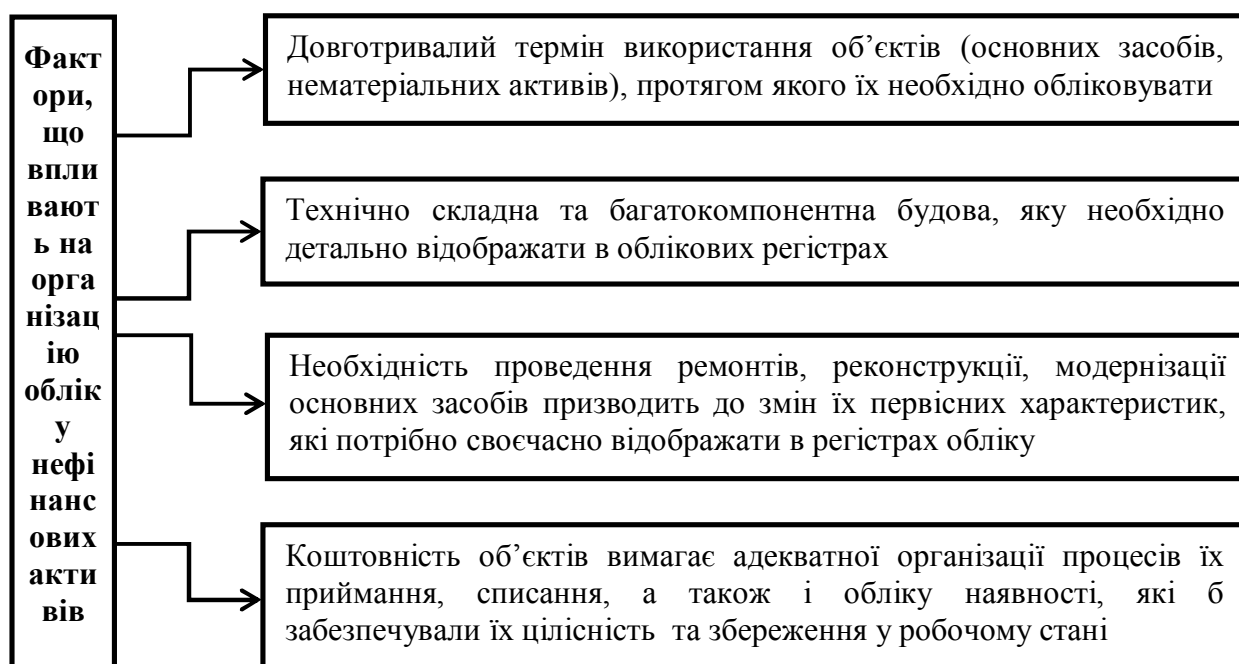 Факт
ори,
що
впли
вают
ь на
орга
нізац
ію
облік
у
нефі
нанс
ових
акти
вів
Довготривалий термін використання об’єктів (основних засобів,
нематеріальних активів), протягом якого їх необхідно обліковувати
Технічно складна та багатокомпонентна будова, яку необхідно
детально відображати в облікових регістрах
Необхідність проведення ремонтів, реконструкції, модернізації
основних засобів призводить до змін їх первісних характеристик,
які потрібно своєчасно відображати в регістрах обліку
Коштовність об’єктів вимагає адекватної організації процесів їх
приймання, списання, а також і обліку наявності, які б
забезпечували їх цілісність та збереження у робочому стані